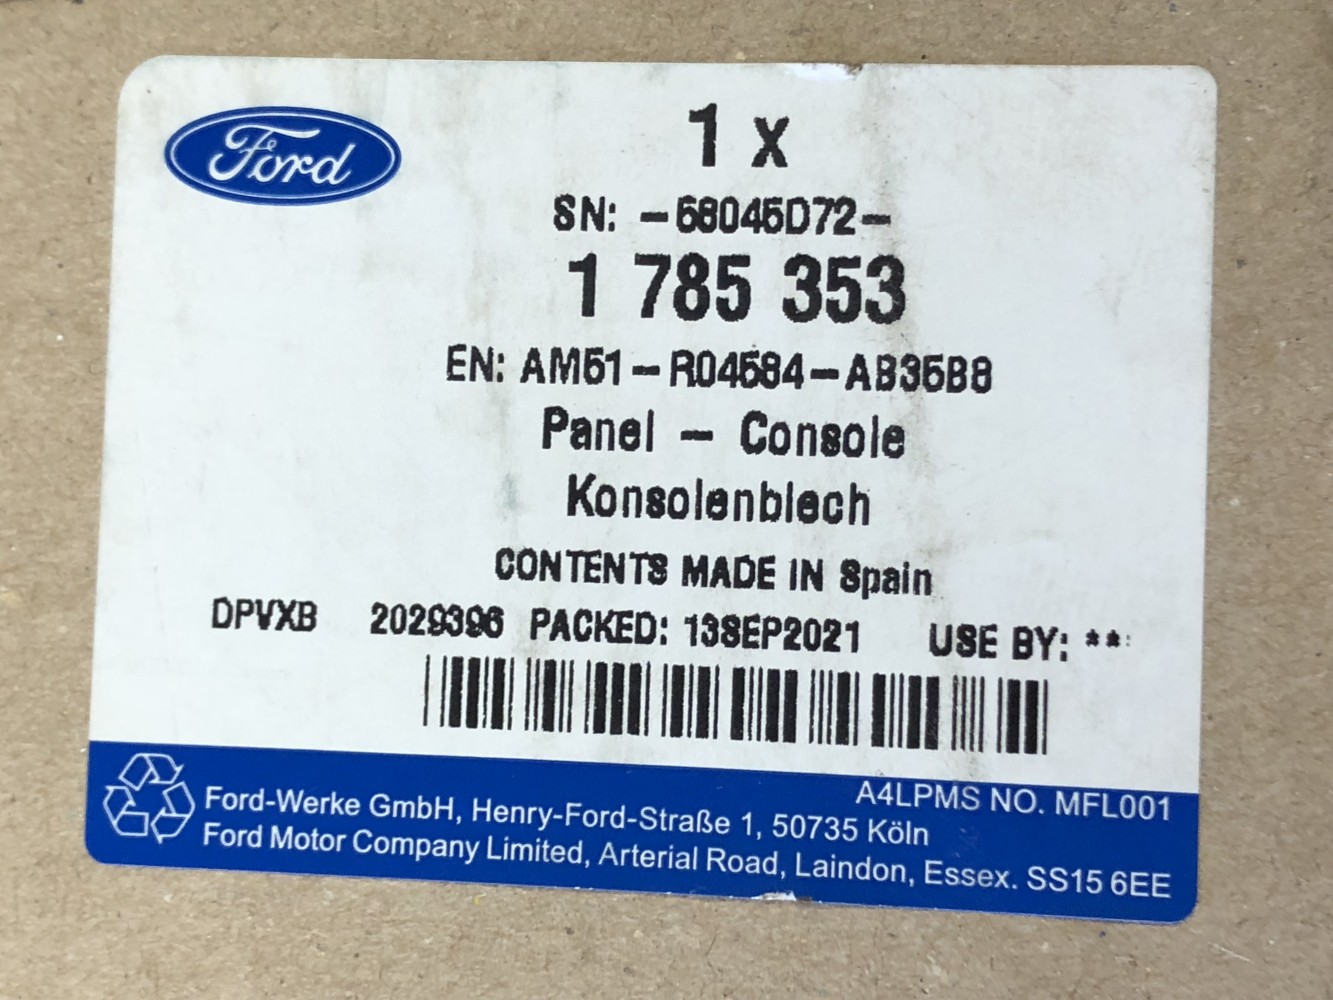 Ford
1 x
SN: -58045D72-
1 785 353
EN: AM51-R04584-AB35B8
Panel - Console
Konsolenblech
CONTENTS MADE IN Spain
DPVXB 2029396 PACKED: 13SEP2021 USE BY: **
A4LPMS NO. MFL001
Ford-Werke GmbH, Henry-Ford-Straße 1, 50735 Köln
Ford Motor Company Limited, Arterial Road, Laindon, Essex. SS15 6EE